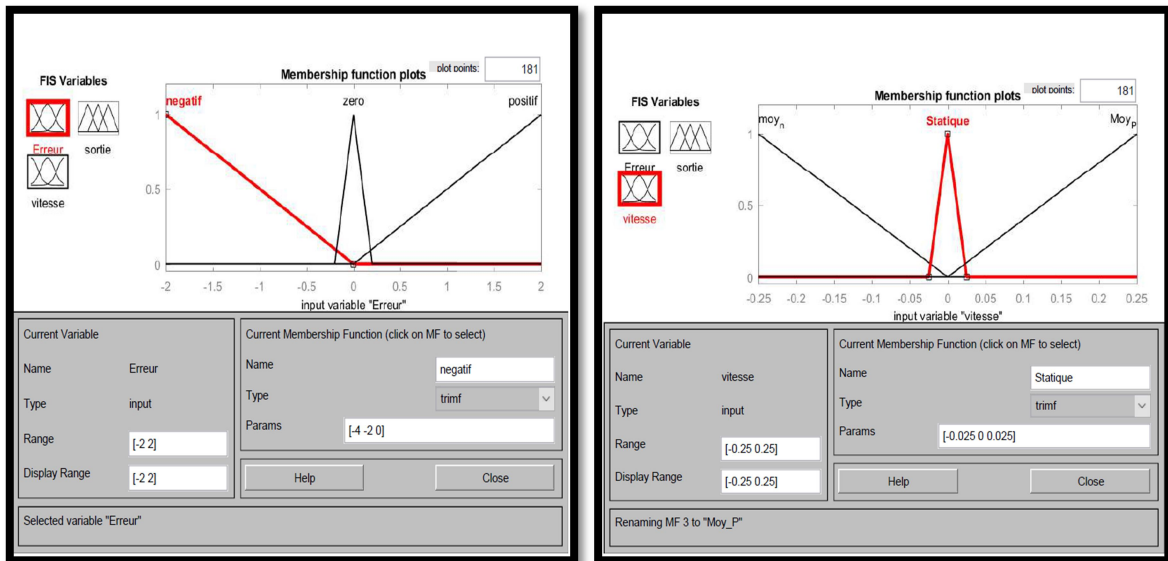 Membership function plots
plot points:
181
FIS Variables
Erreur
sortie
vitesse
negatif
zero
positif
1
0.5
0
-2
-1.5
-1
-0.5
0
0.5
1
1.5
2
input variable "Erreur"
Current Variable
Name
Erreur
Type
input
Range
[-2 2]
Display Range
[-2 2]
Current Membership Function (click on MF to select)
Name
negatif
Type
trimf
Params
[-4 -2 0]
Help
Close
Selected variable "Erreur"
Membership function plots
plot points:
181
FIS Variables
Erreur
sortie
vitesse
moy_n
Statique
Moy_P
1
0.5
0
-0.25
-0.2
-0.15
-0.1
-0.05
0
0.05
0.1
0.15
0.2
0.25
input variable "vitesse"
Current Variable
Name
vitesse
Type
input
Range
[-0.25 0.25]
Display Range
[-0.25 0.25]
Current Membership Function (click on MF to select)
Name
Statique
Type
trimf
Params
[-0.025 0 0.025]
Help
Close
Renaming MF 3 to "Moy_P"